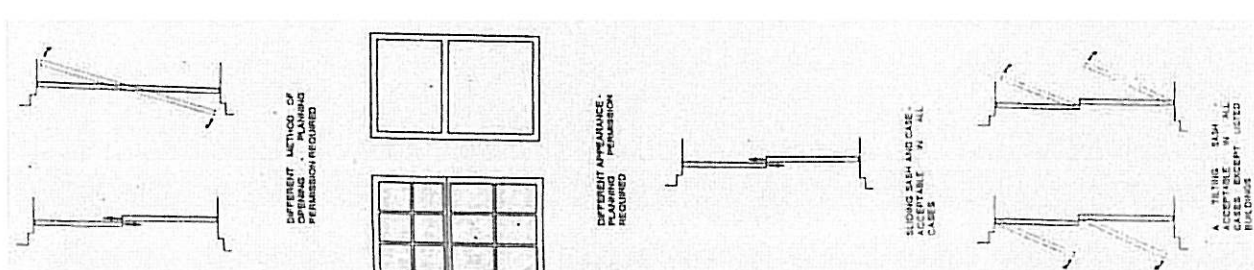 DIFFERENT METHOD OF
OPENING - PLANNING
PERMISSION REQUIRED
DIFFERENT APPEARANCE -
PLANNING PERMISSION
REQUIRED
SLIDING SASH AND CASE -
ACCEPTABLE IN ALL
CASES
A TILTING SASH -
ACCEPTABLE IN ALL
CASES EXCEPT LISTED
BUILDINGS